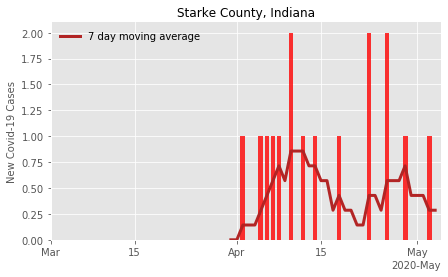 Starke County, Indiana
7 day moving average
New Covid-19 Cases
2.00
1.75
1.50
1.25
1.00
0.75
0.50
0.25
0.00
Mar 15 Apr 15 May
2020-May